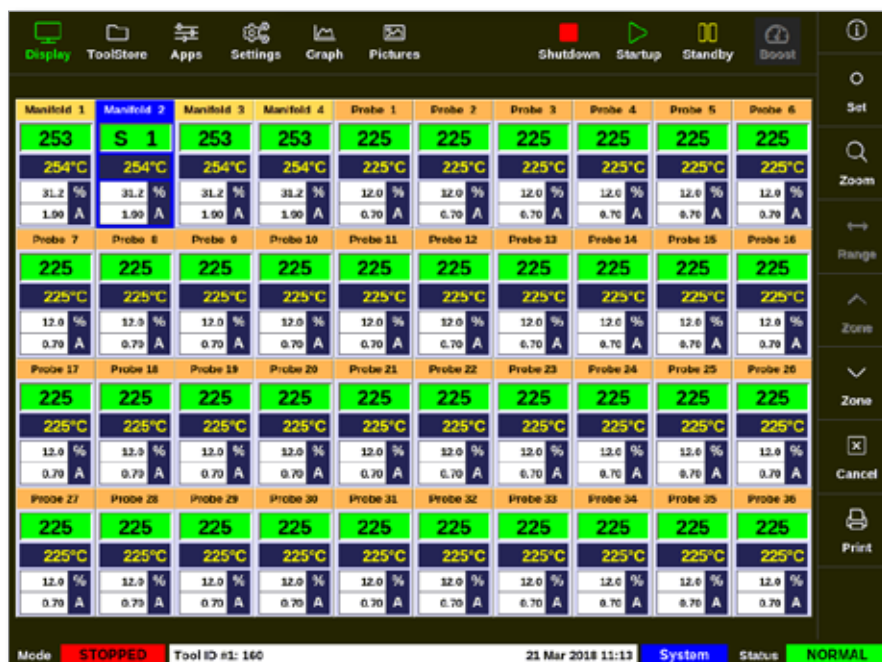 Display ToolStore Apps Settings Graph Pictures Shutdown Startup Standby Boost
Manifold 1 Manifold 2 Manifold 3 Manifold 4 Probe 1 Probe 2 Probe 3 Probe 4 Probe 5 Probe 6
253 S 1 253 253 225 225 225 225 225 225
254°C 254°C 254°C 254°C 225°C 225°C 225°C 225°C 225°C 225°C
31.2 % 31.2 % 31.2 % 31.2 % 12.0 % 12.0 % 12.0 % 12.0 % 12.0 % 12.0 %
1.90 A 1.90 A 1.90 A 1.90 A 0.70 A 0.70 A 0.70 A 0.70 A 0.70 A 0.70 A
Probe 7 Probe 8 Probe 9 Probe 10 Probe 11 Probe 12 Probe 13 Probe 14 Probe 15 Probe 16
225 225 225 225 225 225 225 225 225 225
225°C 225°C 225°C 225°C 225°C 225°C 225°C 225°C 225°C 225°C
12.0 % 12.0 % 12.0 % 12.0 % 12.0 % 12.0 % 12.0 % 12.0 % 12.0 % 12.0 %
0.70 A 0.70 A 0.70 A 0.70 A 0.70 A 0.70 A 0.70 A 0.70 A 0.70 A 0.70 A
Probe 17 Probe 18 Probe 19 Probe 20 Probe 21 Probe 22 Probe 23 Probe 24 Probe 25 Probe 26
225 225 225 225 225 225 225 225 225 225
225°C 225°C 225°C 225°C 225°C 225°C 225°C 225°C 225°C 225°C
12.0 % 12.0 % 12.0 % 12.0 % 12.0 % 12.0 % 12.0 % 12.0 % 12.0 % 12.0 %
0.70 A 0.70 A 0.70 A 0.70 A 0.70 A 0.70 A 0.70 A 0.70 A 0.70 A 0.70 A
Probe 27 Probe 28 Probe 29 Probe 30 Probe 31 Probe 32 Probe 33 Probe 34 Probe 35 Probe 36
225 225 225 225 225 225 225 225 225 225
225°C 225°C 225°C 225°C 225°C 225°C 225°C 225°C 225°C 225°C
12.0 % 12.0 % 12.0 % 12.0 % 12.0 % 12.0 % 12.0 % 12.0 % 12.0 % 12.0 %
0.70 A 0.70 A 0.70 A 0.70 A 0.70 A 0.70 A 0.70 A 0.70 A 0.70 A 0.70 A
Set
Zoom
Range
Zone
Zone
Cancel
Print
Mode STOPPED Tool ID #1: 160 21 Mar 2018 11:13 System Status NORMAL